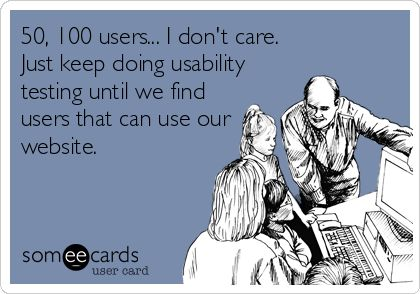 50, 100 users... I don't care.
Just keep doing usability
testing until we find
users that can use our
website.
someecards
user card